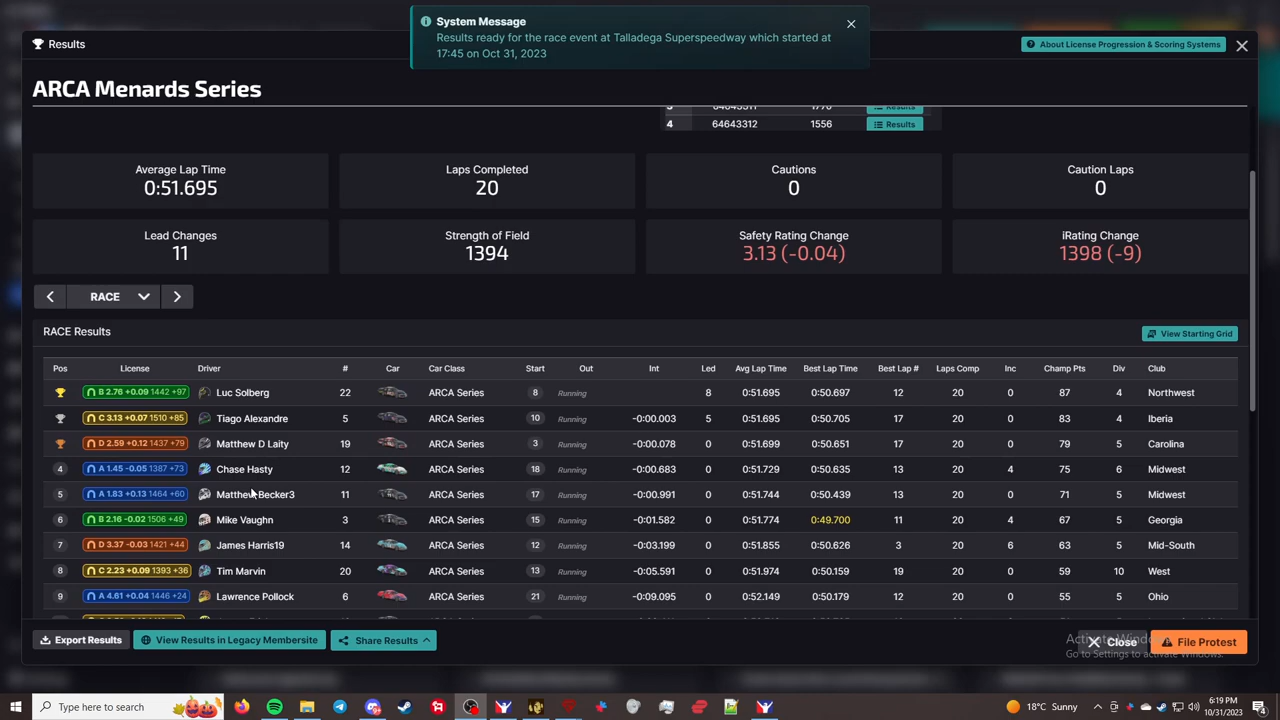 System Message
Results ready for the race event at Talladega Superspeedway which started at
17:45 on Oct 31, 2023
Results
About License Progression & Scoring Systems
ARCA Menards Series
Results
4 64643312 1556 Results
Average Lap Time Laps Completed Cautions Caution Laps
0:51.695 20 0 0
Lead Changes Strength of Field Safety Rating Change iRating Change
11 1394 3.13 (-0.04) 1398 (-9)
RACE
RACE Results View Starting Grid
Pos License Driver # Car Car Class Start Out Int Led Avg Lap Time Best Lap Time Best Lap # Laps Comp Inc Champ Pts Div Club
B 2.76 +0.09 1442 +97 Luc Solberg 22 ARCA Series 8 Running 8 0:51.695 0:50.697 12 20 0 87 4 Northwest
C 3.13 +0.07 1510 +85 Tiago Alexandre 5 ARCA Series 10 Running -0:00.003 5 0:51.695 0:50.705 17 20 0 83 4 Iberia
D 2.59 +0.12 1437 +79 Matthew D Laity 19 ARCA Series 3 Running -0:00.078 0 0:51.699 0:50.651 17 20 0 79 5 Carolina
4 A 1.45 -0.05 1387 +73 Chase Hasty 12 ARCA Series 18 Running -0:00.683 0 0:51.729 0:50.635 13 20 4 75 6 Midwest
5 A 1.83 +0.13 1464 +60 Matthew Becker3 11 ARCA Series 17 Running -0:00.991 0 0:51.744 0:50.439 13 20 0 71 5 Midwest
6 B 2.16 -0.02 1506 +49 Mike Vaughn 3 ARCA Series 15 Running -0:01.582 0 0:51.774 0:49.700 11 20 4 67 5 Georgia
7 D 3.37 -0.03 1421 +44 James Harris19 14 ARCA Series 12 Running -0:03.199 0 0:51.855 0:50.626 3 20 6 63 5 Mid-South
8 C 2.23 +0.09 1393 +36 Tim Marvin 20 ARCA Series 13 Running -0:05.591 0 0:51.974 0:50.159 19 20 0 59 10 West
9 A 4.61 +0.04 1446 +24 Lawrence Pollock 6 ARCA Series 21 Running -0:09.095 0 0:52.149 0:50.179 12 20 0 55 5 Ohio
Export Results View Results in Legacy Membersite Share Results Close File Protest
Go to Settings to activate Windows.
Type here to search 18°C Sunny 6:19 PM
10/31/2023